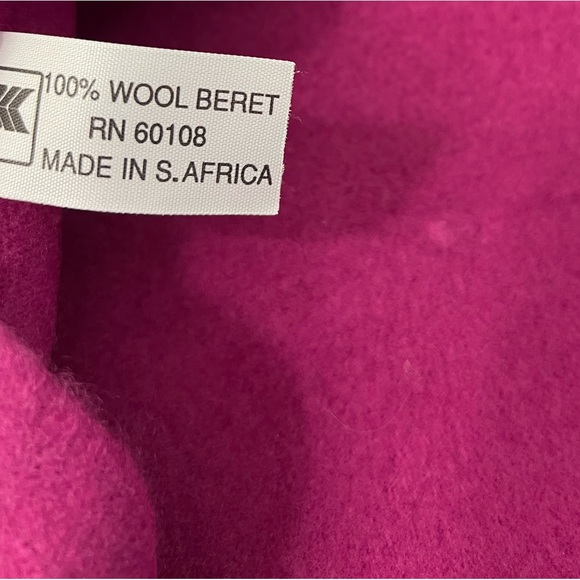 100% WOOL BERET
RN 60108
MADE IN S.AFRICA